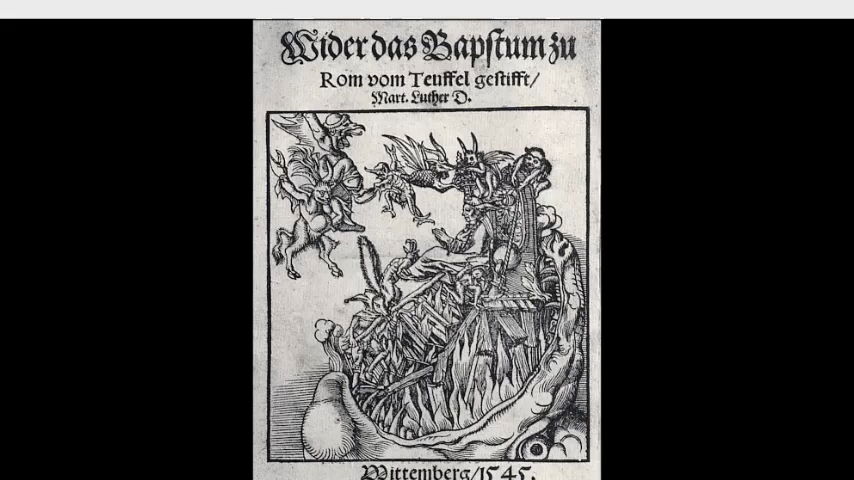 Wider das Bapstum zu
Rom vom Teuffel gestifft/
Mart. Luther D.
Wittemberg/1545.